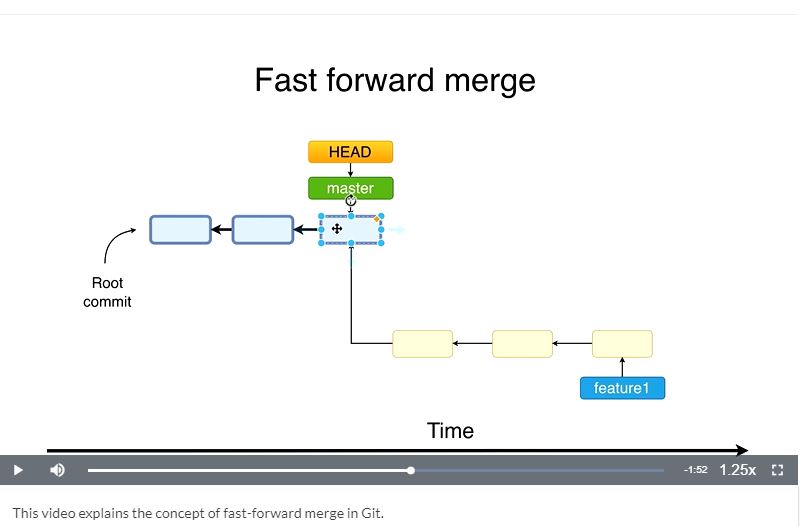 Fast forward merge
HEAD
master
Root
commit
feature1
Time
-1:52 1.25x
This video explains the concept of fast-forward merge in Git.